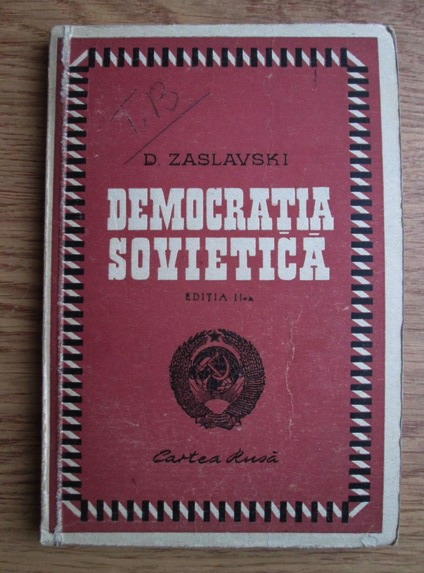 T.B
D. ZASLAVSKI
DEMOCRAȚIA
SOVIETICĂ
EDIȚIA II-a
Cartea Rusă